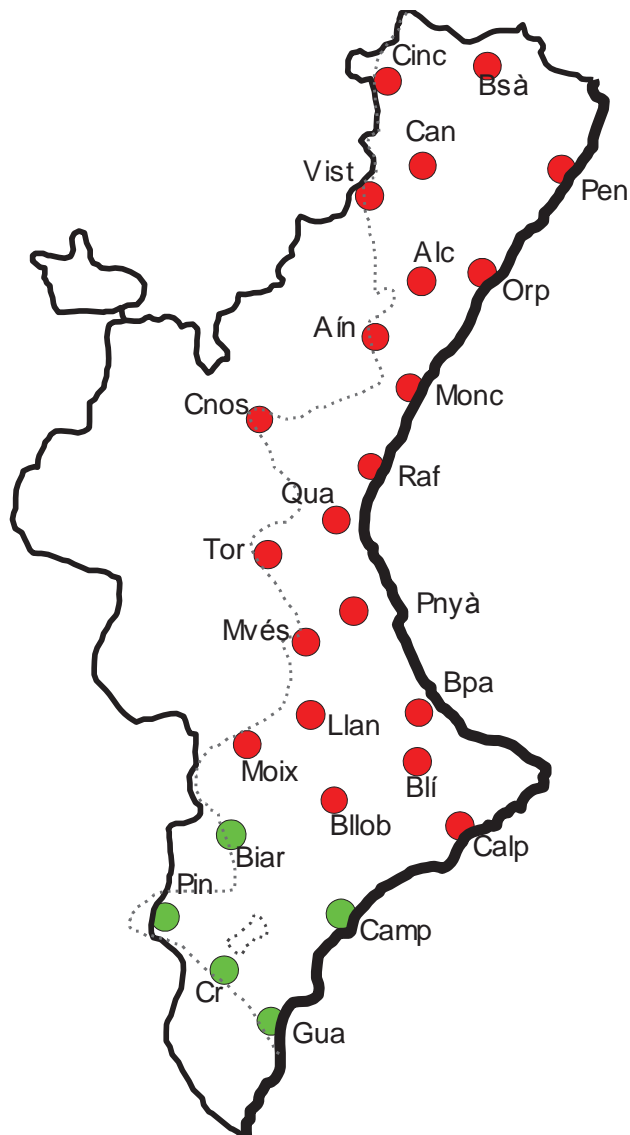 Cinc
Bsà
Can
Vist
Pen
Alc
Orp
Aín
Cnos
Monc
Raf
Qua
Tor
Pnyà
Mvés
Bpa
Llan
Moix
Blí
Bllob
Calp
Biar
Pin
Camp
Cr
Gua